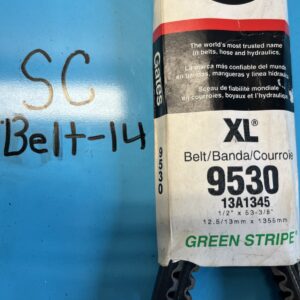 SC
Belt-14
Gates
9530
The world's most trusted name
in belts, hose and hydraulics.
La marca más confiable del mundo
en bandas, mangueras y línea hidráulica
Sceau de fiabilité mondiale
en courroies, boyaux et l'hydraulique
XL®
Belt/Banda/Courroie
9530
13A1345
1/2" x 53-3/8"
12.5/13mm x 1355mm
GREEN STRIPE®